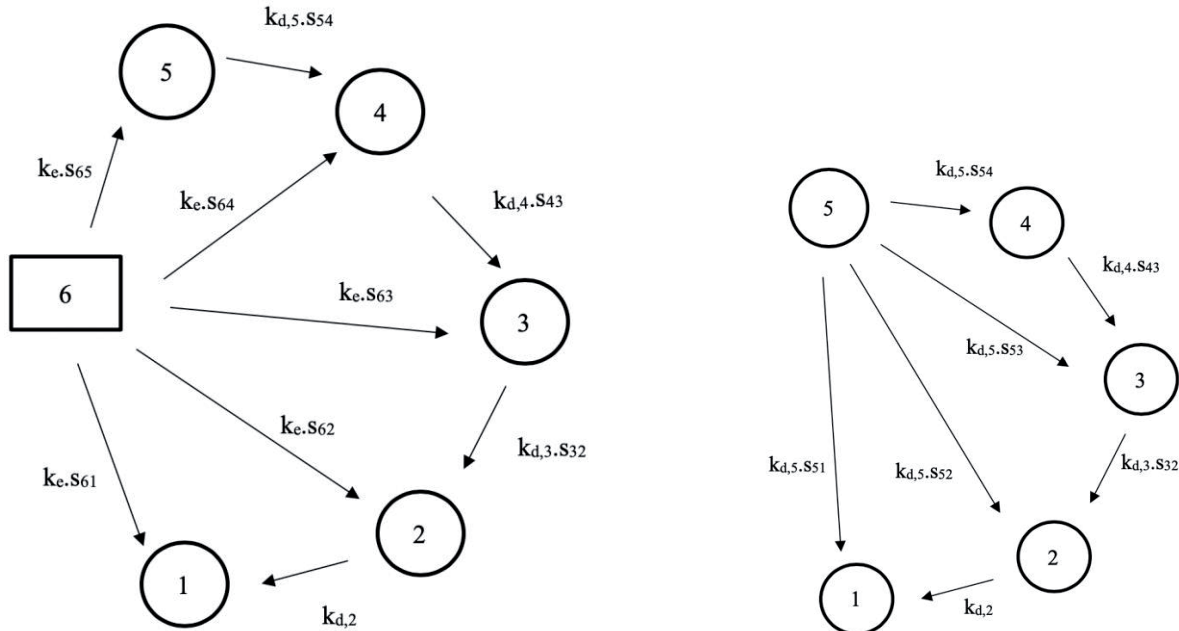 kd,5.s54
5
4
ke.s65
ke.s64
kd,4.s43
6
ke.s63
3
ke.s62
kd,3.s32
ke.s61
2
1
kd,2
kd,5.s54
5
4
kd,4.s43
kd,5.s53
3
kd,5.s51
kd,5.s52
kd,3.s32
2
1
kd,2